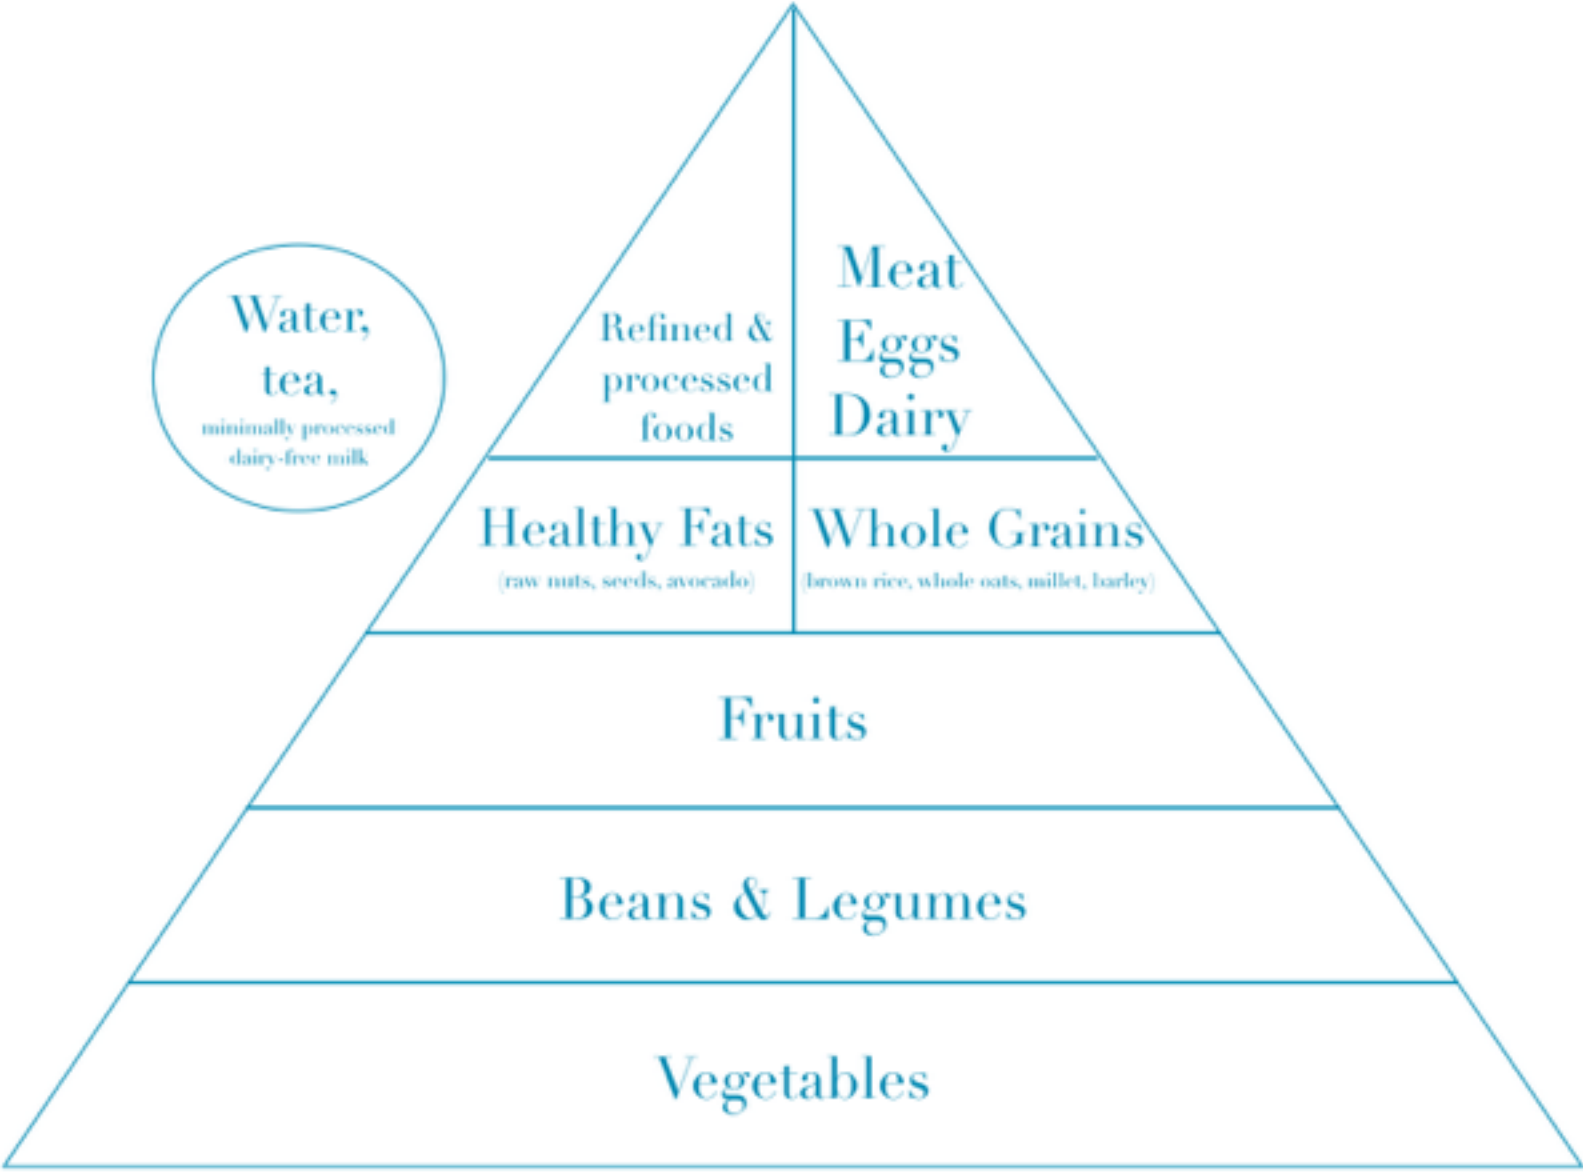 Water,
tea,
minimally processed
dairy-free milk
Refined &
processed
foods
Meat
Eggs
Dairy
Healthy Fats
(raw nuts, seeds, avocado)
Whole Grains
(brown rice, whole oats, millet, barley)
Fruits
Beans & Legumes
Vegetables